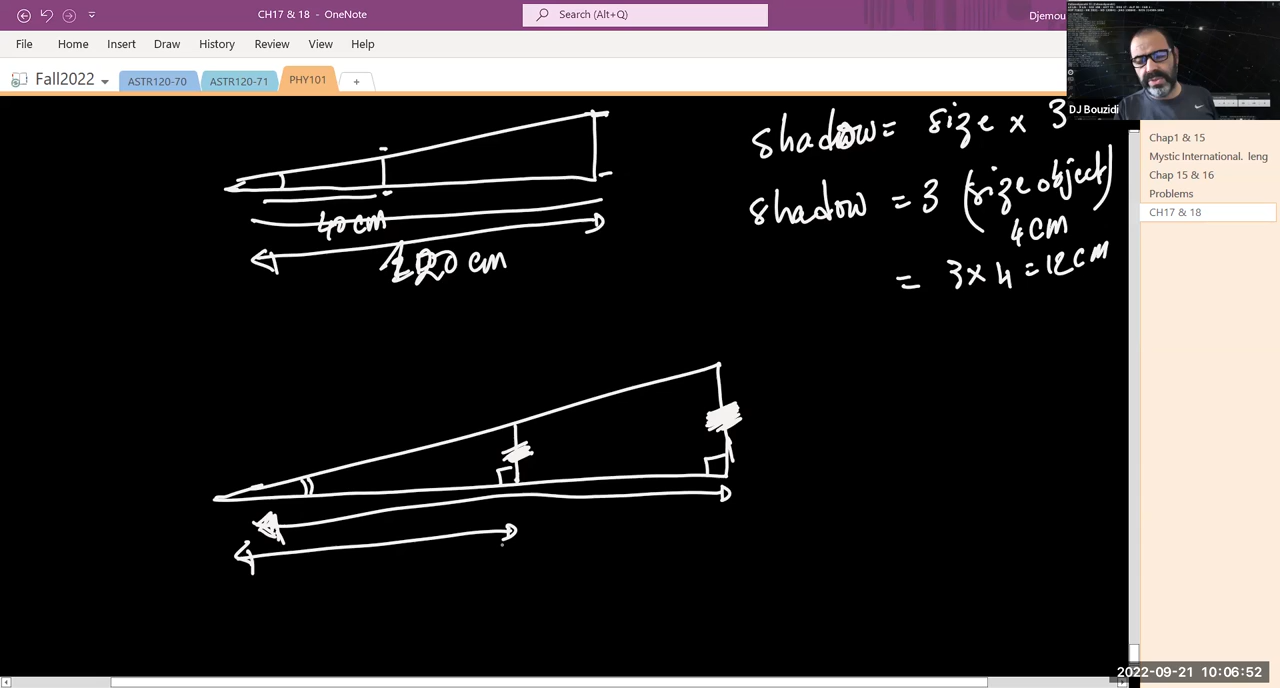 CH17 & 18 - OneNote
Search (Alt+Q)
Djemou
File Home Insert Draw History Review View Help
Fall2022 ASTR120-70 ASTR120-71 PHY101 +
DJ Bouzidi
Chap1 & 15
Mystic International. leng
Chap 15 & 16
Problems
CH17 & 18
shadow = size x 3
shadow = 3 (size object)
4cm
= 3 x 4 = 12cm
40cm
cm
2022-09-21 10:06:52